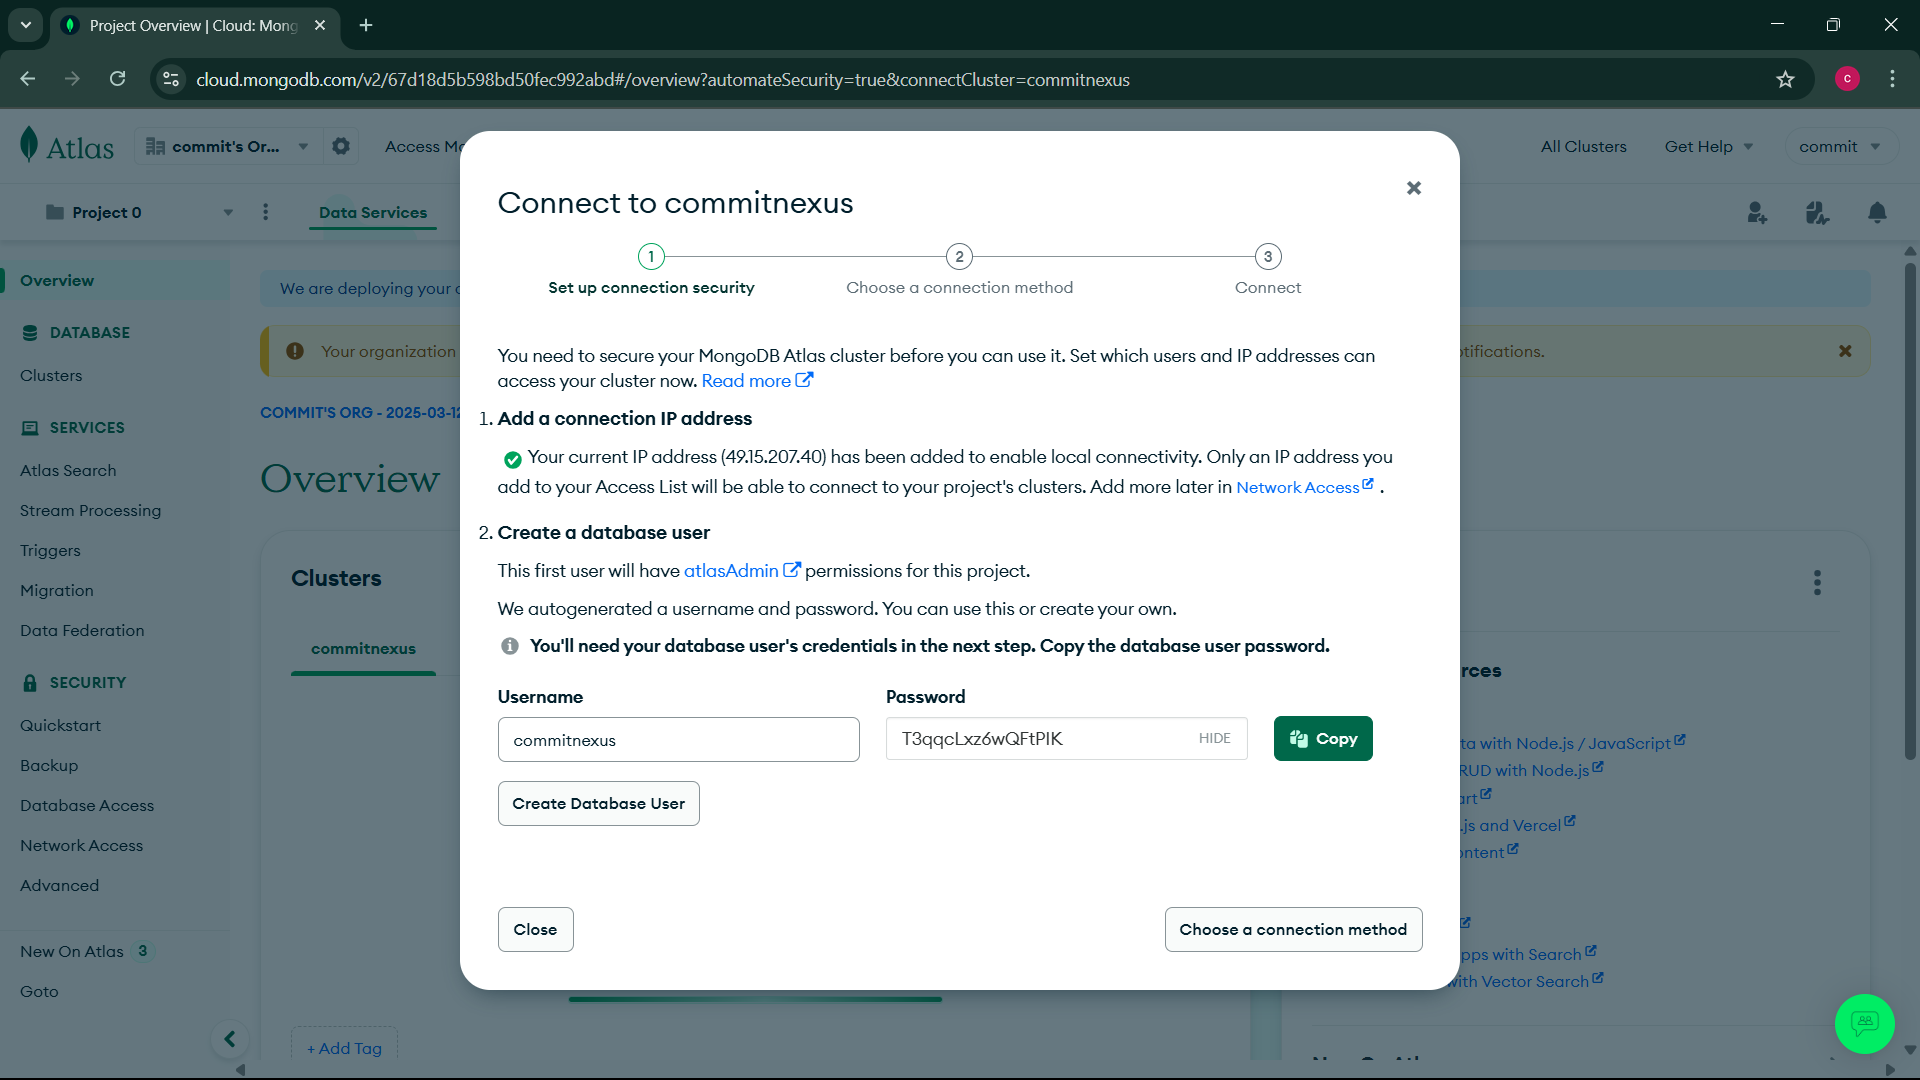 Project Overview | Cloud: Mong
cloud.mongodb.com/v2/67d18d5b598bd50fec992abd#/overview?automateSecurity=true&connectCluster=commitnexus
C
Atlas
commit's Or...
Access
All Clusters
Get Help
commit
Project 0
Data Services
Overview
DATABASE
Clusters
SERVICES
Atlas Search
Stream Processing
Triggers
Migration
Data Federation
SECURITY
Quickstart
Backup
Database Access
Network Access
Advanced
New On Atlas 3
Goto
We are deploying your
Your organization
COMMIT'S ORG - 2025-03-12
Overview
Clusters
commitnexus
+ Add Tag
Connect to commitnexus
1
2
3
Set up connection security
Choose a connection method
Connect
You need to secure your MongoDB Atlas cluster before you can use it. Set which users and IP addresses can
access your cluster now. Read more
1. Add a connection IP address
Your current IP address (49.15.207.40) has been added to enable local connectivity. Only an IP address you
add to your Access List will be able to connect to your project's clusters. Add more later in Network Access .
2. Create a database user
This first user will have atlasAdmin permissions for this project.
We autogenerated a username and password. You can use this or create your own.
You'll need your database user's credentials in the next step. Copy the database user password.
Username
Password
commitnexus
T3qqcLxz6wQFtPIK
HIDE
Copy
Create Database User
Close
Choose a connection method
otifications.
rces
ta with Node.js / JavaScript
RUD with Node.js
art
.js and Vercel
ontent
pps with Search
with Vector Search